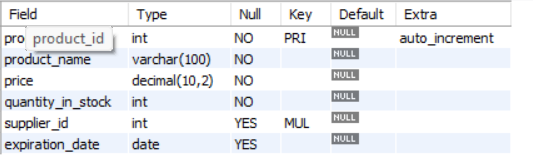 Field Type Null Key Default Extra
pro product_id int NO PRI NULL auto_increment
product_name varchar(100) NO NULL
price decimal(10,2) NO NULL
quantity_in_stock int NO NULL
supplier_id int YES MUL NULL
expiration_date date YES NULL